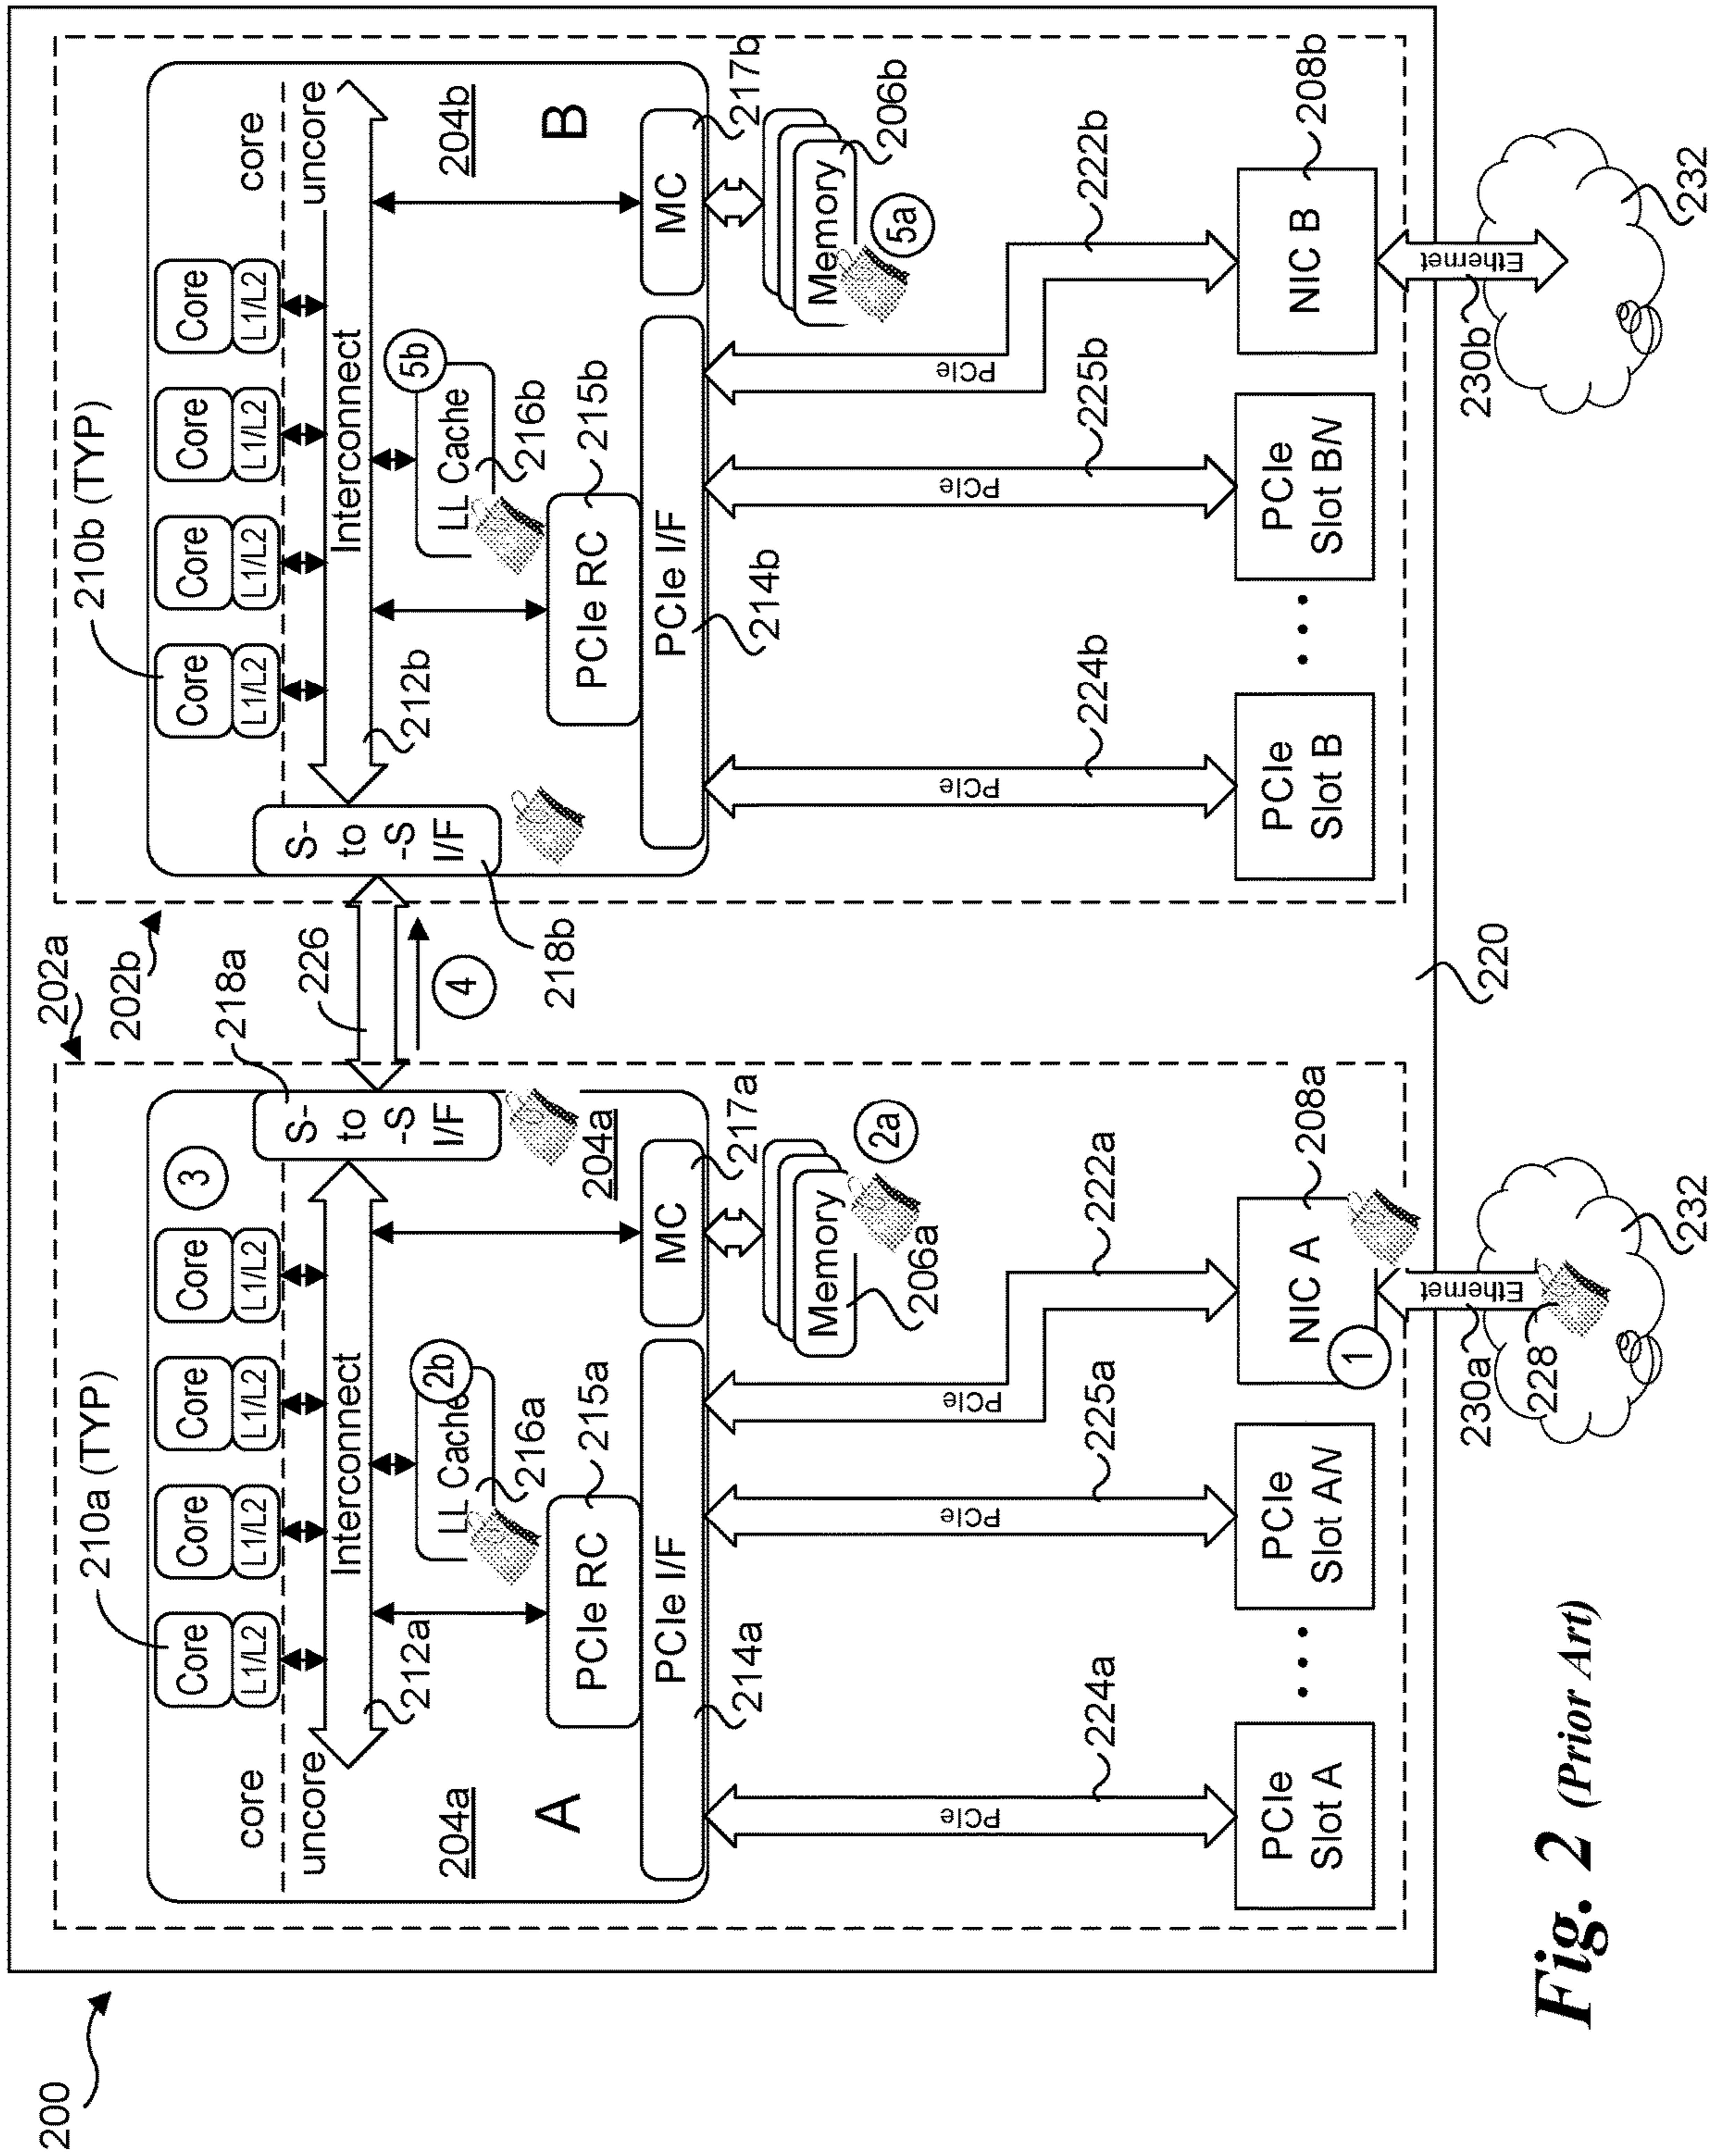 200
202a
202b
210a (TYP)
core
uncore
Core
L1/L2
Core
L1/L2
Core
L1/L2
Core
L1/L2
3
Interconnect
212a
204a
A
LL Cache
2b
216a
PCIe RC
215a
PCIe I/F
214a
MC
217a
204a
S-
to
-S
I/F
218a
226
4
Memory
206a
2a
PCIe
224a
PCIe
225a
PCIe
222a
PCIe
Slot A
• • •
PCIe
Slot AN
NIC A
208a
1
Ethernet
230a
228
232
210b (TYP)
core
uncore
Core
L1/L2
Core
L1/L2
Core
L1/L2
Core
L1/L2
Interconnect
212b
204b
B
S-
to
-S
I/F
218b
LL Cache
5b
216b
PCIe RC
215b
PCIe I/F
214b
MC
217b
Memory
206b
5a
PCIe
224b
PCIe
225b
PCIe
222b
PCIe
Slot B
• • •
PCIe
Slot BN
NIC B
208b
Ethernet
230b
232
220
Fig. 2 (Prior Art)